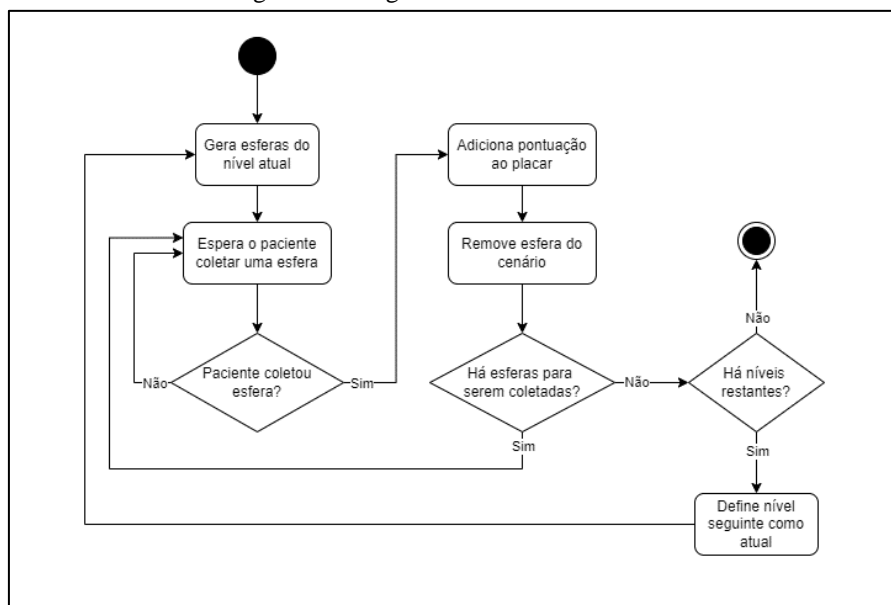 Gera esferas do
nível atual
Espera o paciente
coletar uma esfera
Paciente coletou
esfera?
Não
Sim
Adiciona pontuação
ao placar
Remove esfera do
cenário
Há esferas para
serem coletadas?
Não
Sim
Há níveis
restantes?
Não
Sim
Define nível
seguinte como
atual